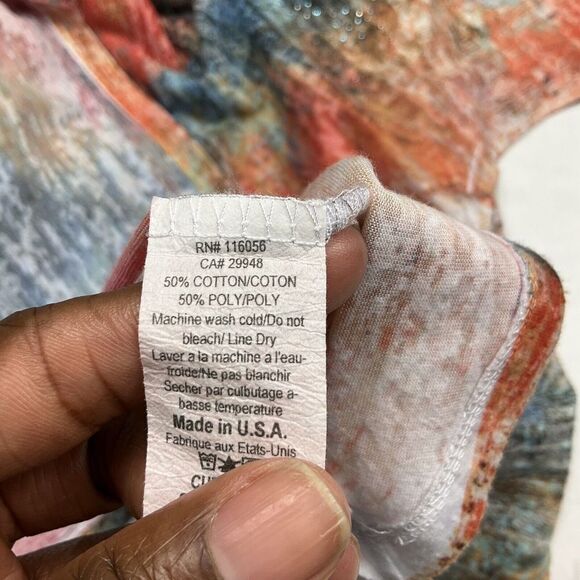 RN# 116056
CA# 29948
50% COTTON/COTON
50% POLY/POLY
Machine wash cold/Do not
bleach/ Line Dry
Laver a la machine a l'eau-
froide/Ne pas blanchir
Secher par culbutage a-
basse temperature
Made in U.S.A.
Fabrique aux Etats-Unis